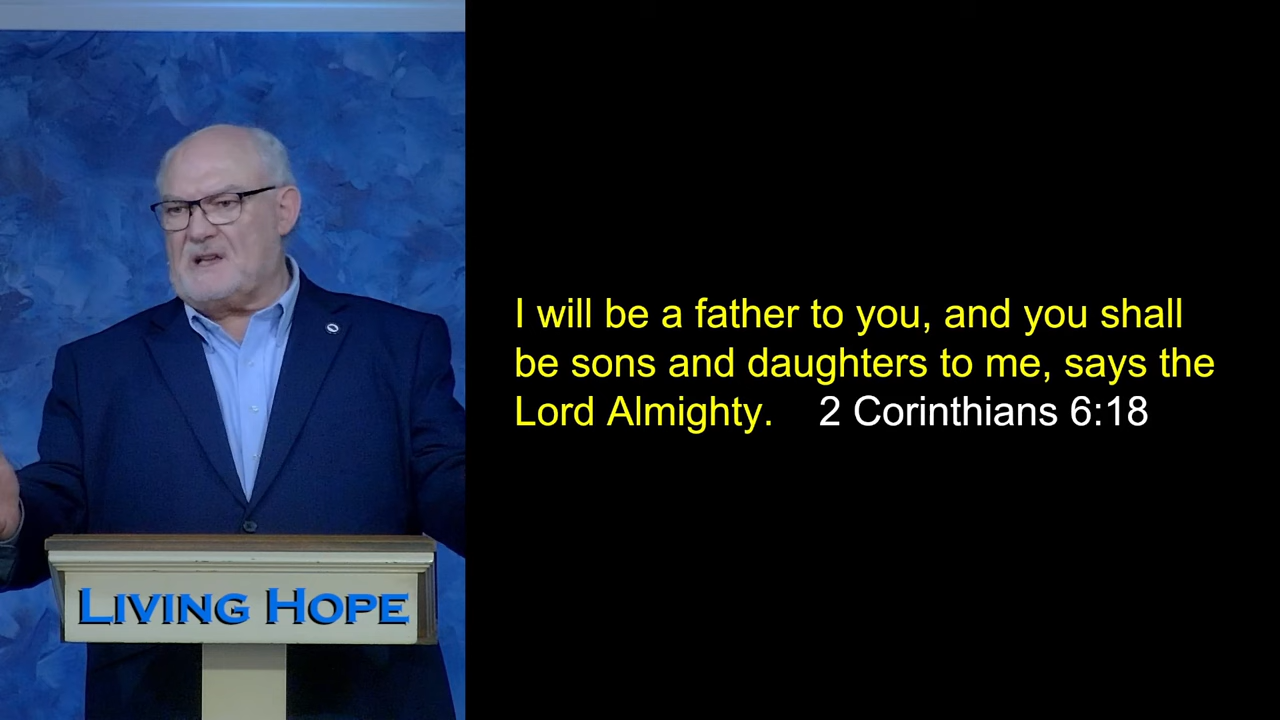 I will be a father to you, and you shall
be sons and daughters to me, says the
Lord Almighty. 2 Corinthians 6:18
LIVING HOPE